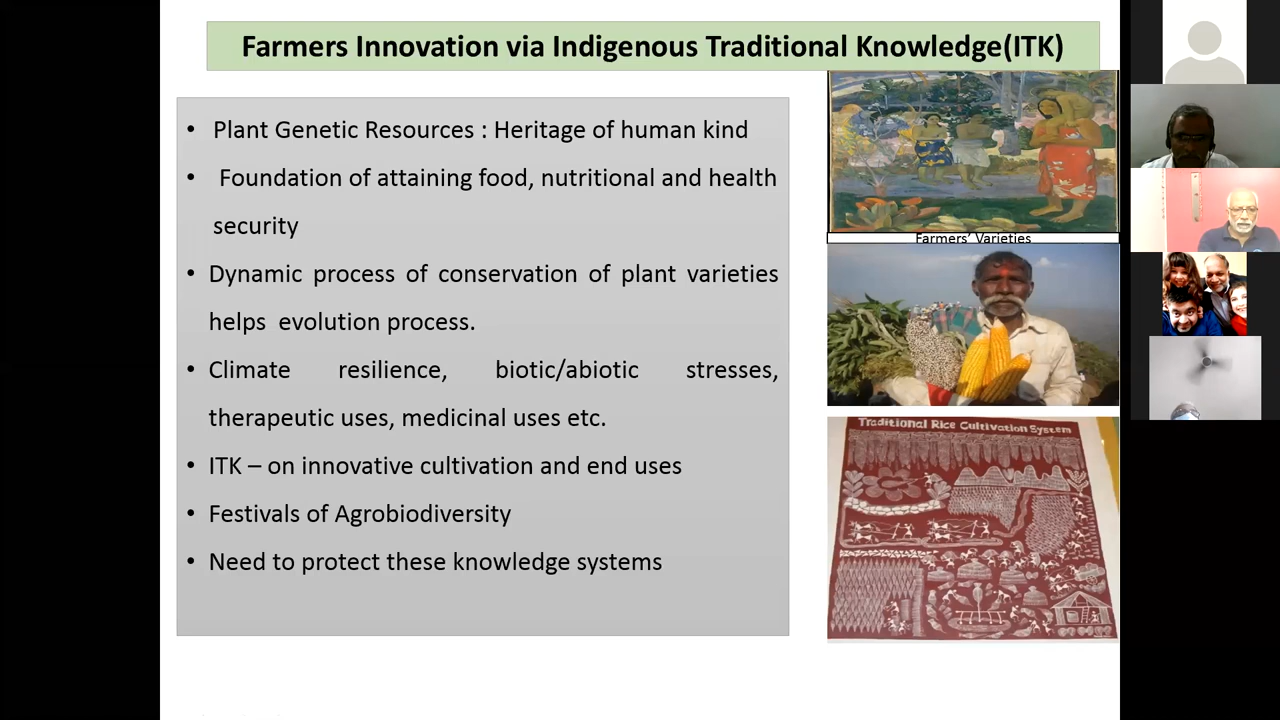 Farmers Innovation via Indigenous Traditional Knowledge(ITK)
• Plant Genetic Resources : Heritage of human kind
• Foundation of attaining food, nutritional and health
security
• Dynamic process of conservation of plant varieties
helps evolution process.
• Climate resilience, biotic/abiotic stresses,
therapeutic uses, medicinal uses etc.
• ITK – on innovative cultivation and end uses
• Festivals of Agrobiodiversity
• Need to protect these knowledge systems
Farmers' Varieties
Traditional Rice Cultivation System